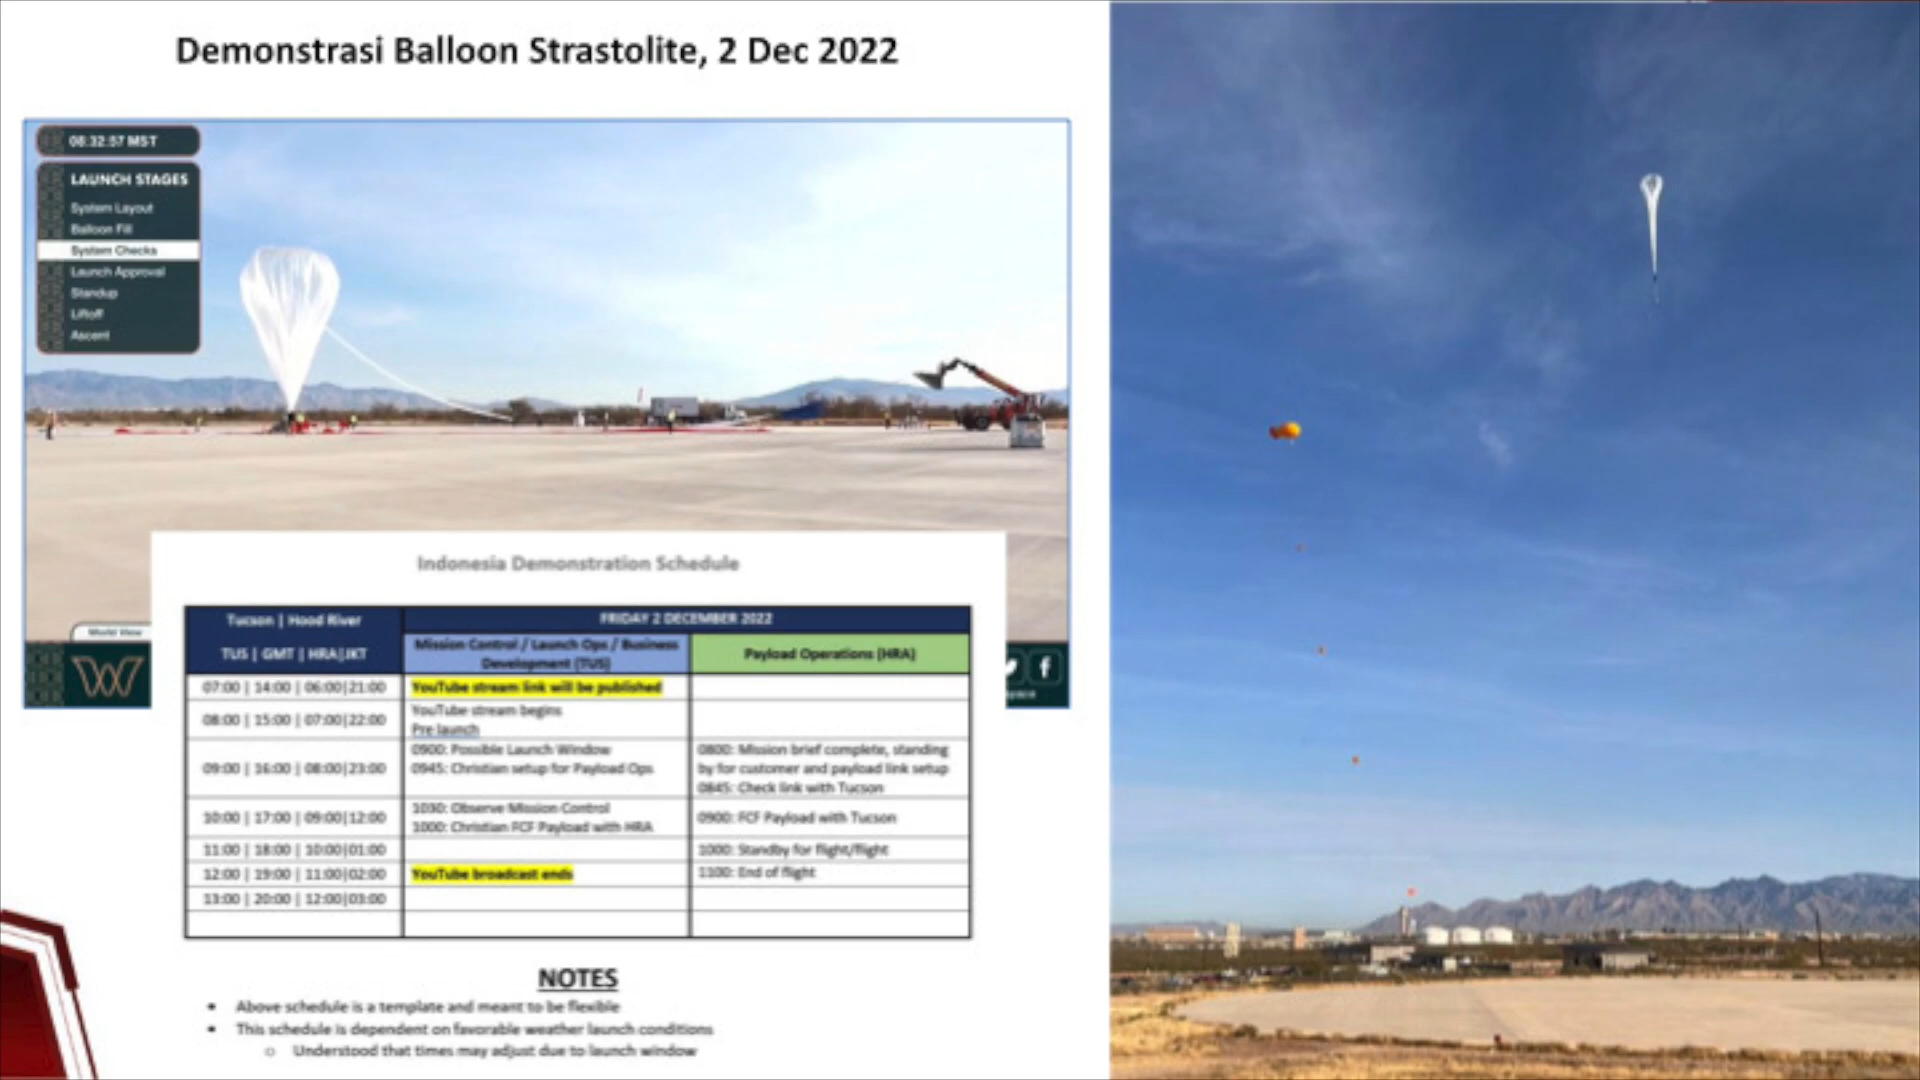 Demonstrasi Balloon Strastolite, 2 Dec 2022
08:32:57 MST
LAUNCH STAGES
System Layout
Balloon Fill
System Checks
Launch Approval
Standup
Liftoff
Ascent
World View
Indonesia Demonstration Schedule
Tucson | Hood River
TUS | GMT | HRA|JKT
FRIDAY 2 DECEMBER 2022
Mission Control / Launch Ops / Business
Development (TUS)
Payload Operations (HRA)
07:00 | 14:00 | 06:00|21:00
YouTube stream link will be published
08:00 | 15:00 | 07:00|22:00
YouTube stream begins
Pre launch
09:00 | 16:00 | 08:00|23:00
0900: Possible Launch Window
0945: Christian setup for Payload Ops
0800: Mission brief complete, standing
by for customer and payload link setup
0845: Check link with Tucson
10:00 | 17:00 | 09:00|12:00
1030: Observe Mission Control
1000: Christian FCF Payload with HRA
0900: FCF Payload with Tucson
11:00 | 18:00 | 10:00|01:00
1000: Standby for flight/flight
12:00 | 19:00 | 11:00|02:00
YouTube broadcast ends
1100: End of flight
13:00 | 20:00 | 12:00|03:00
NOTES
• Above schedule is a template and meant to be flexible
• This schedule is dependent on favorable weather launch conditions
○ Understood that times may adjust due to launch window